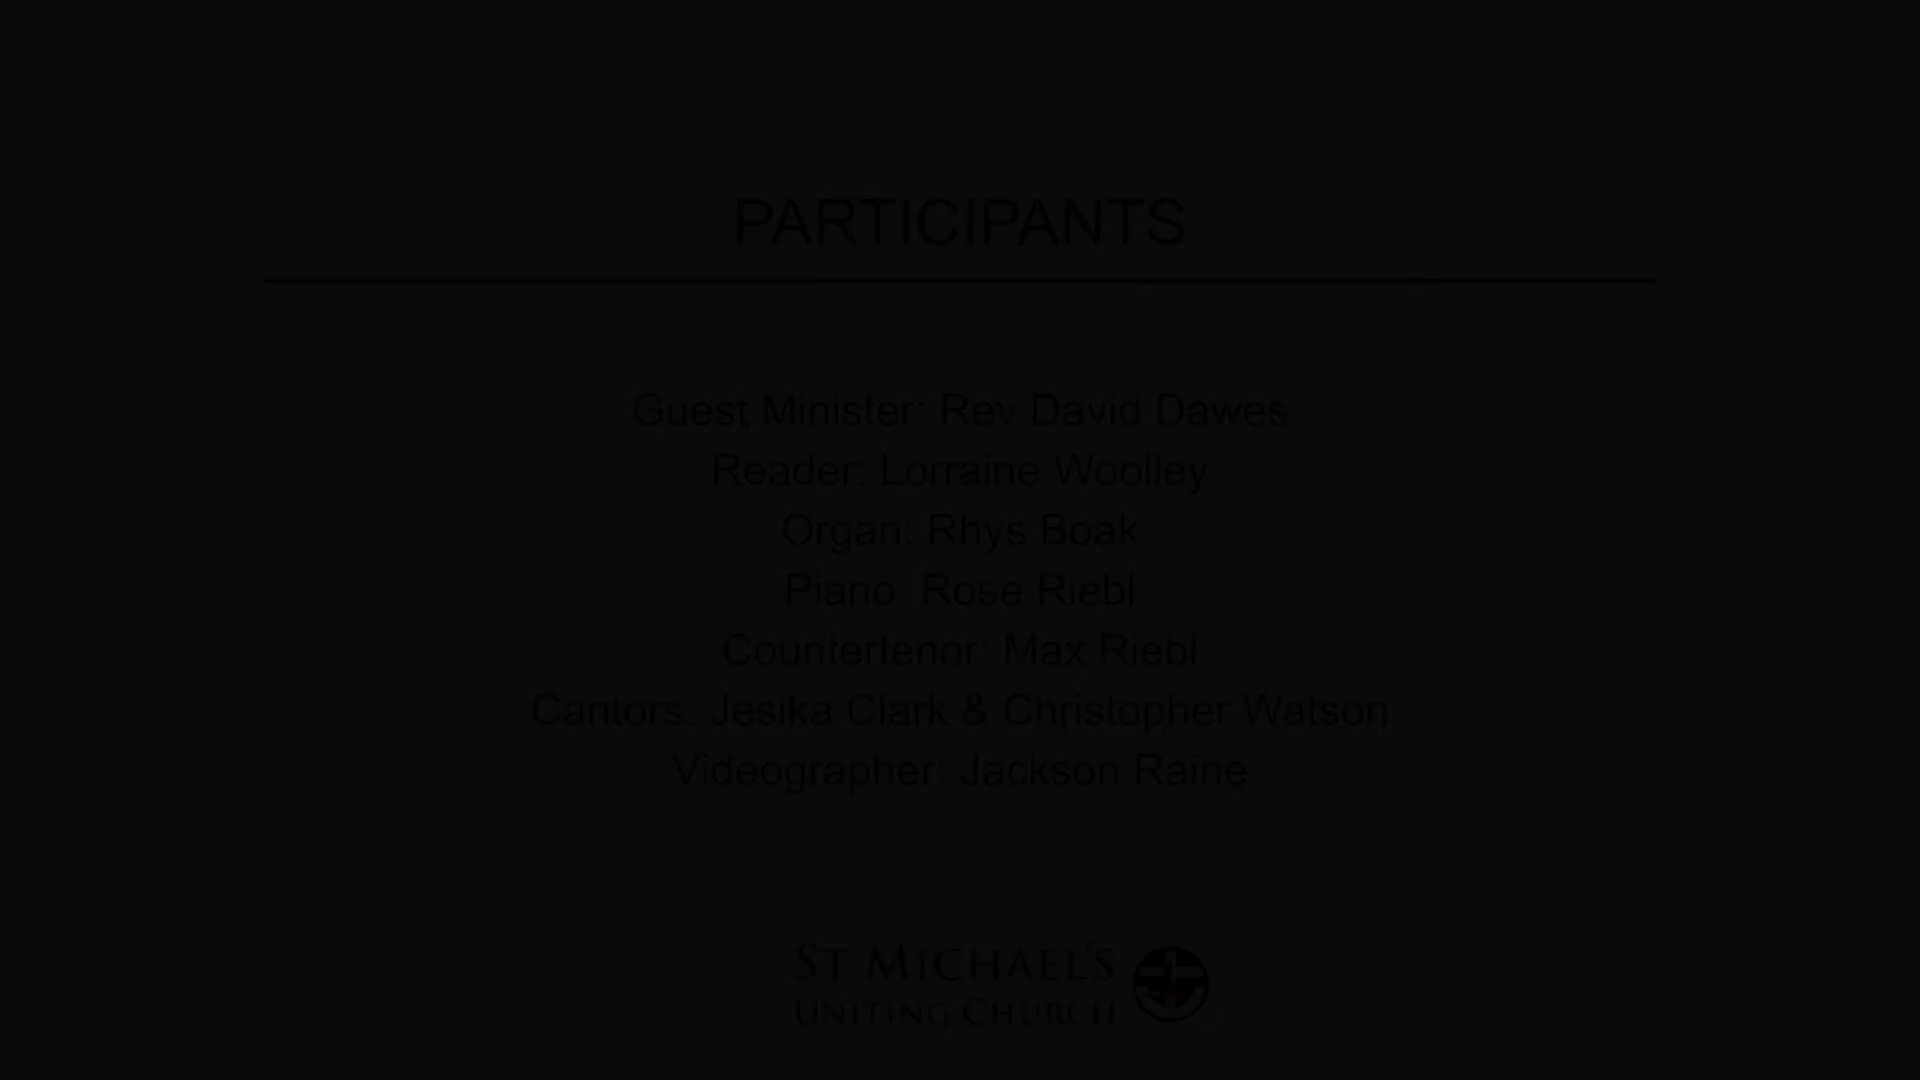 PARTICIPANTS
Guest Minister: Rev David Dawes
Reader: Lorraine Woolley
Organ: Rhys Boak
Piano: Rose Riebl
Countertenor: Max Riebl
Cantors: Jesika Clark & Christopher Watson
Videographer: Jackson Raine
ST MICHAEL'S
UNITING CHURCH